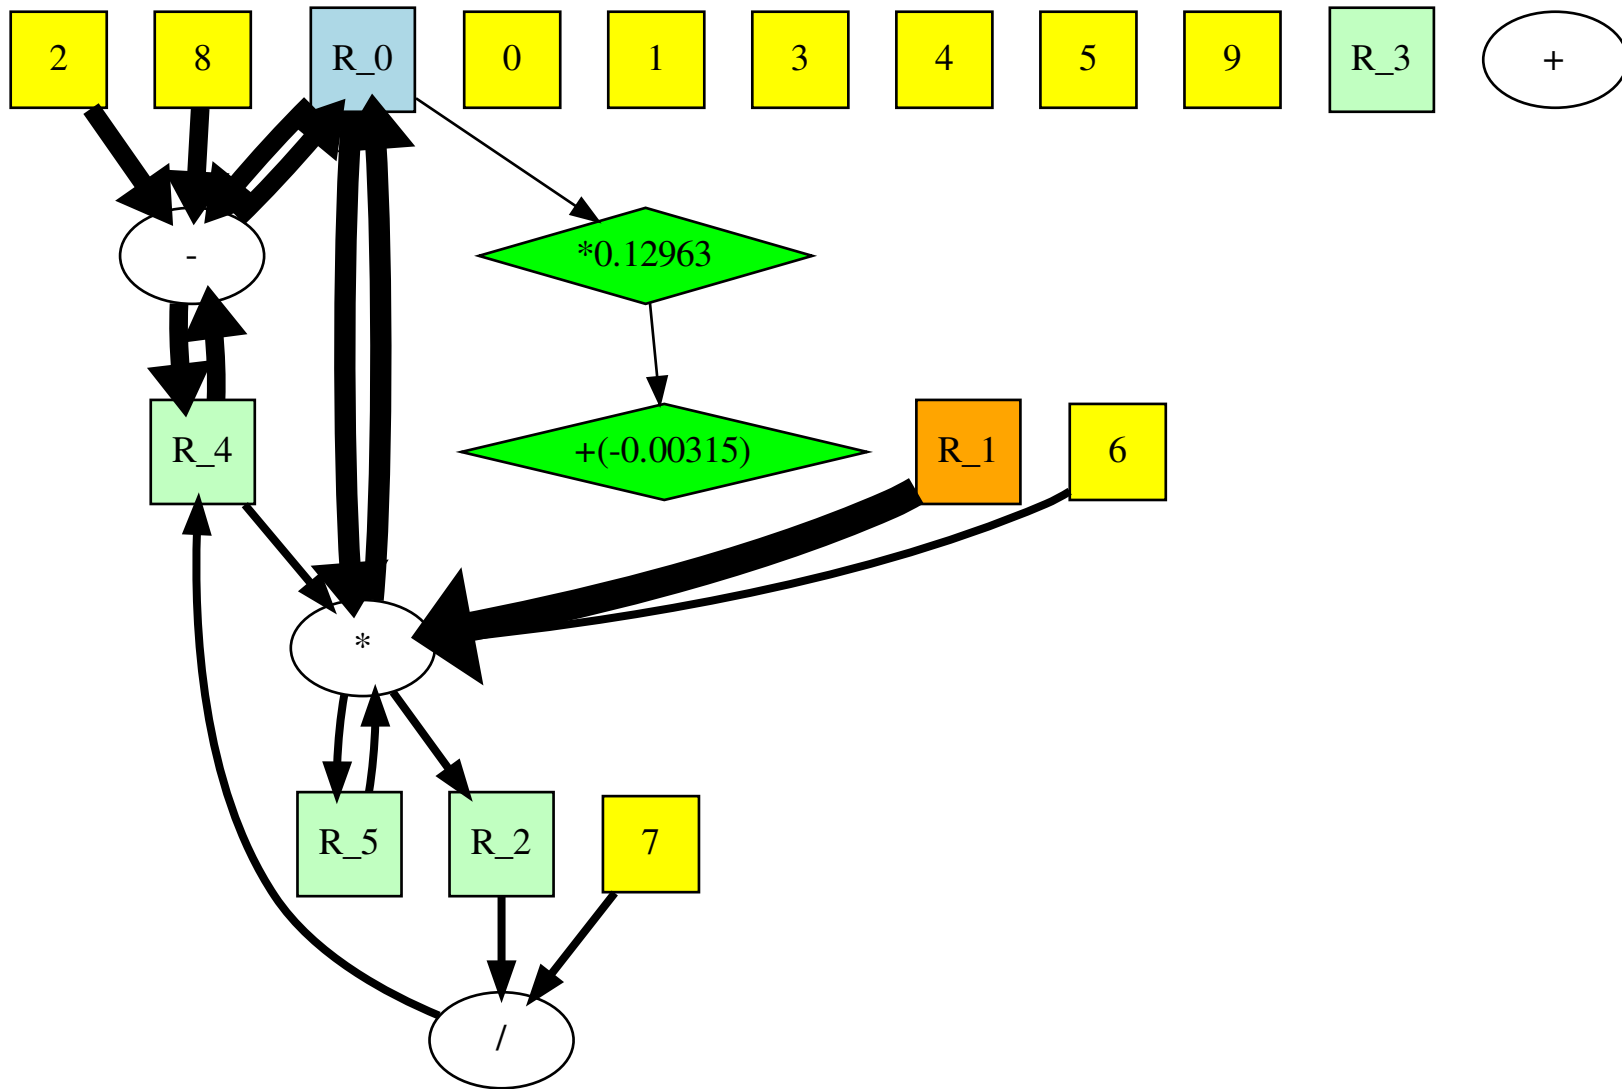 2 8 R_0 0 1 3 4 5 9 R_3 +
- *0.12963
R_4 +(-0.00315) R_1 6
*
R_5 R_2 7
/